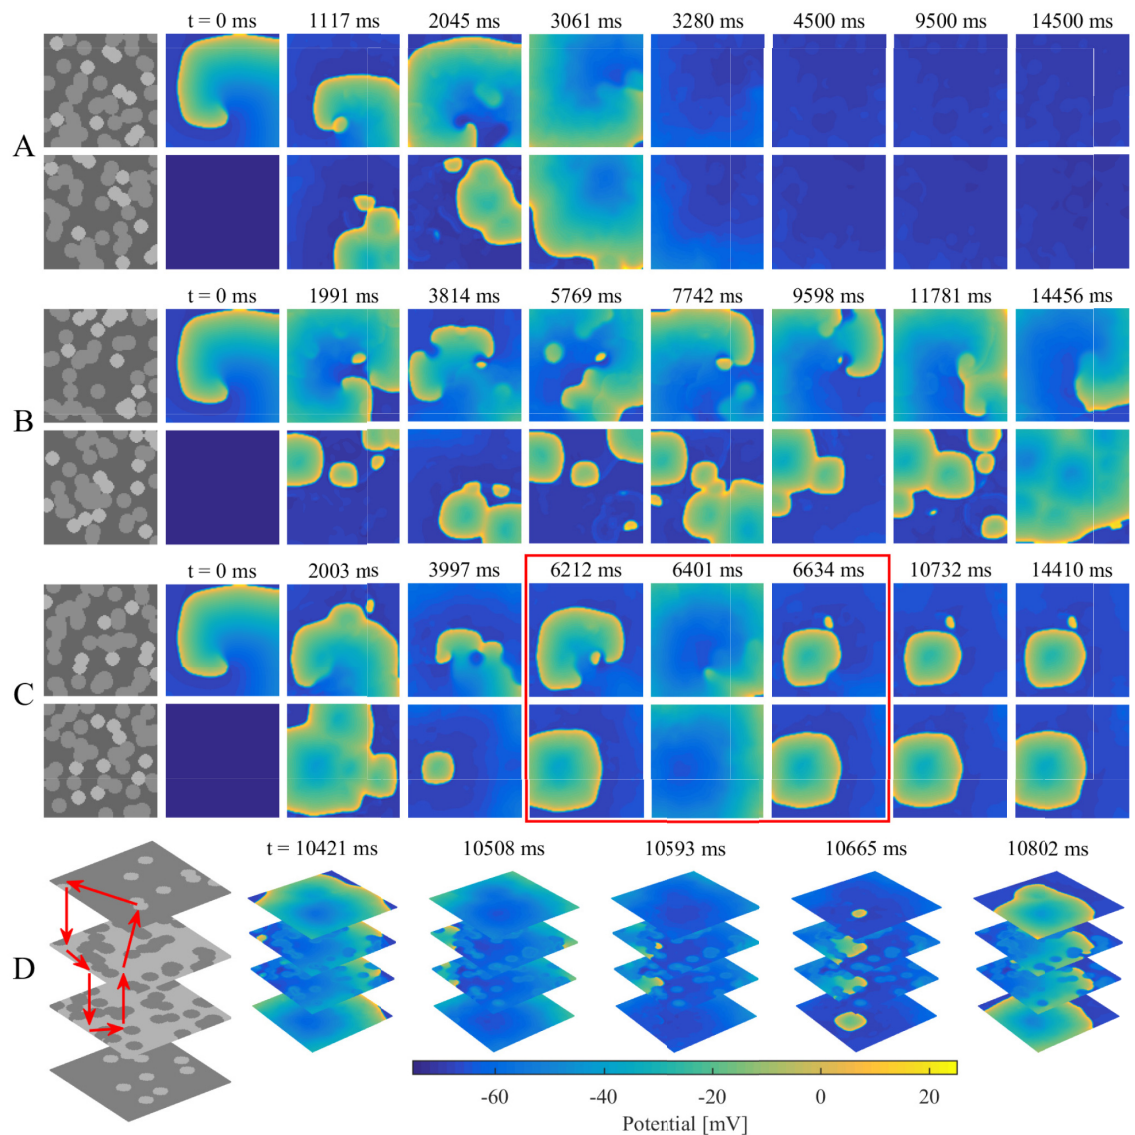 t = 0 ms 1117 ms 2045 ms 3061 ms 3280 ms 4500 ms 9500 ms 14500 ms
A
t = 0 ms 1991 ms 3814 ms 5769 ms 7742 ms 9598 ms 11781 ms 14456 ms
B
t = 0 ms 2003 ms 3997 ms 6212 ms 6401 ms 6634 ms 10732 ms 14410 ms
C
t = 10421 ms 10508 ms 10593 ms 10665 ms 10802 ms
D
-60 -40 -20 0 20
Potential [mV]